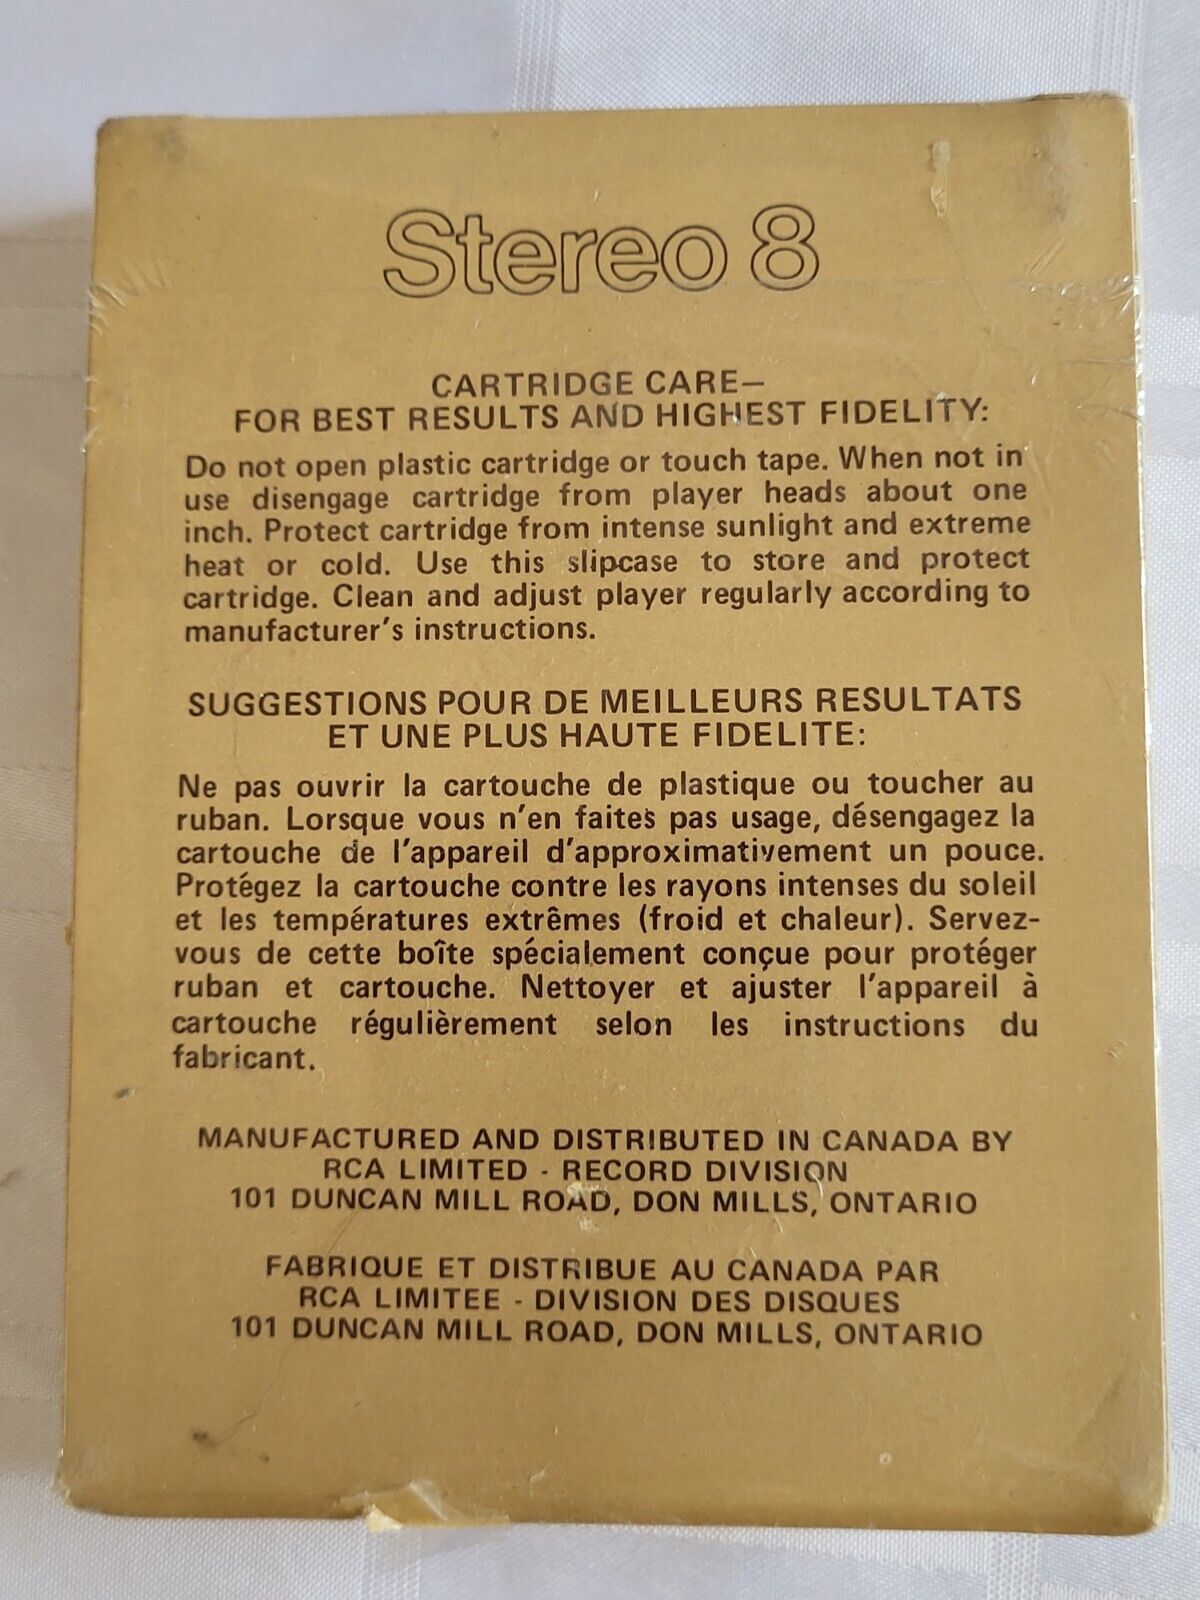 Stereo 8
CARTRIDGE CARE—
FOR BEST RESULTS AND HIGHEST FIDELITY:
Do not open plastic cartridge or touch tape. When not in
use disengage cartridge from player heads about one
inch. Protect cartridge from intense sunlight and extreme
heat or cold. Use this slipcase to store and protect
cartridge. Clean and adjust player regularly according to
manufacturer's instructions.
SUGGESTIONS POUR DE MEILLEURS RESULTATS
ET UNE PLUS HAUTE FIDELITE:
Ne pas ouvrir la cartouche de plastique ou toucher au
ruban. Lorsque vous n'en faites pas usage, désengagez la
cartouche de l'appareil d'approximativement un pouce.
Protégez la cartouche contre les rayons intenses du soleil
et les températures extrêmes (froid et chaleur). Servez-
vous de cette boîte spécialement conçue pour protéger
ruban et cartouche. Nettoyer et ajuster l'appareil à
cartouche régulièrement selon les instructions du
fabricant.
MANUFACTURED AND DISTRIBUTED IN CANADA BY
RCA LIMITED - RECORD DIVISION
101 DUNCAN MILL ROAD, DON MILLS, ONTARIO
FABRIQUE ET DISTRIBUE AU CANADA PAR
RCA LIMITEE - DIVISION DES DISQUES
101 DUNCAN MILL ROAD, DON MILLS, ONTARIO